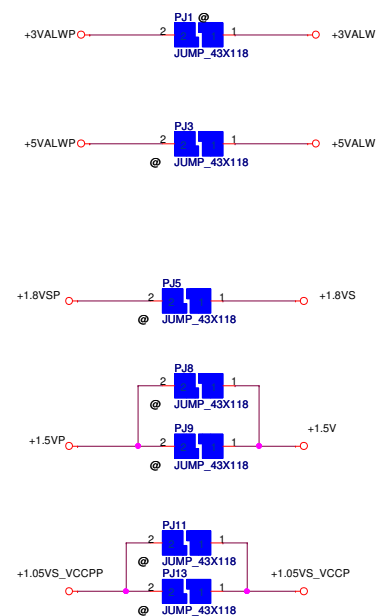 PJ1 @
+3VALWP 2 2 1 1 +3VALW
JUMP_43X118
PJ3
+5VALWP 2 2 1 1 +5VALW
@ JUMP_43X118
PJ5
+1.8VSP 2 2 1 1 +1.8VS
@ JUMP_43X118
PJ8
2 2 1 1
@ JUMP_43X118
+1.5VP PJ9 +1.5V
2 2 1 1
@ JUMP_43X118
PJ11
2 2 1 1
@ JUMP_43X118
+1.05VS_VCCPP PJ13 +1.05VS_VCCP
2 2 1 1
@ JUMP_43X118